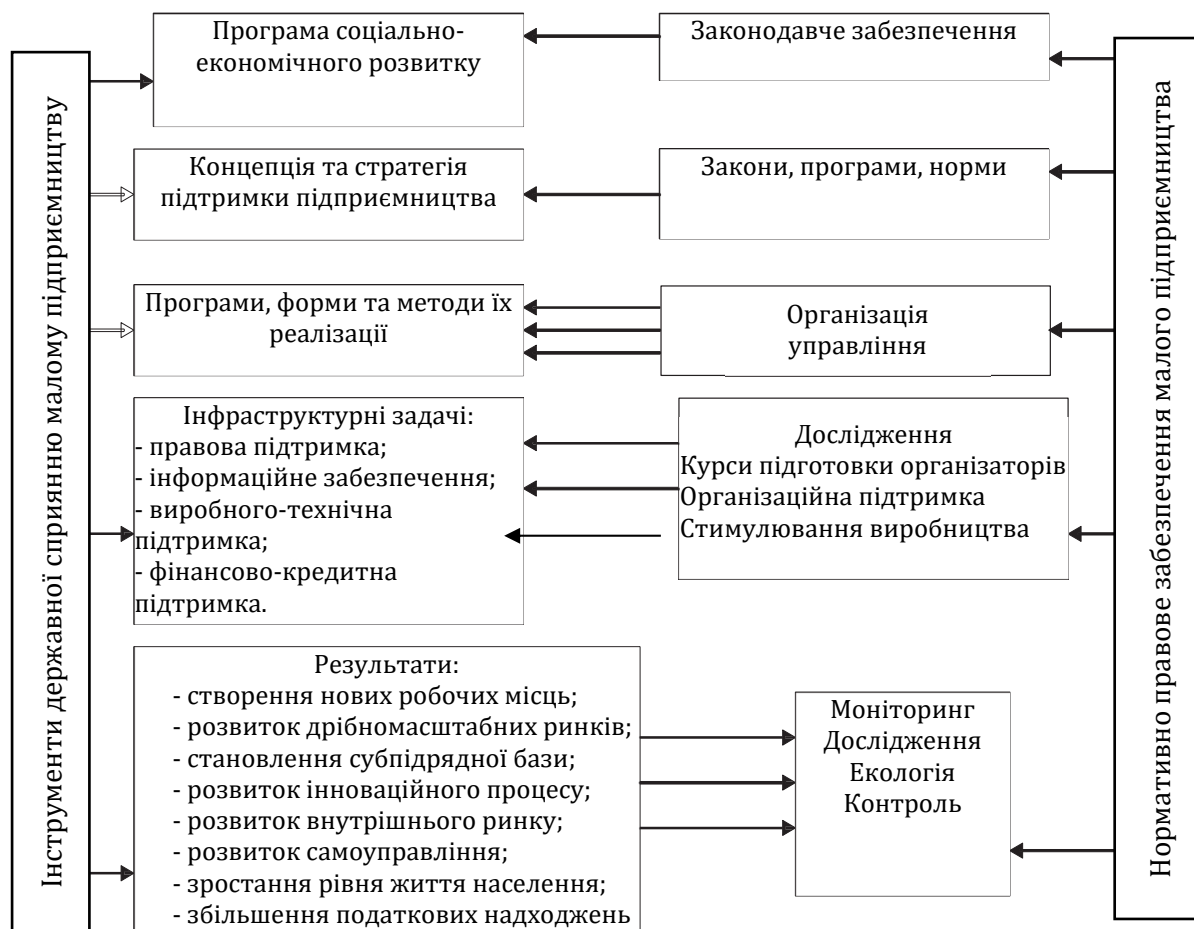 Інструменти державної сприянню малому підприємництву
Програма соціально-
економічного розвитку
Законодавче забезпечення
Концепція та стратегія
підтримки підприємництва
Закони, програми, норми
Програми, форми та методи їх
реалізації
Організація
управління
Інфраструктурні задачі:
- правова підтримка;
- інформаційне забезпечення;
- виробного-технічна
підтримка;
- фінансово-кредитна
підтримка.
Дослідження
Курси підготовки організаторів
Організаційна підтримка
Стимулювання виробництва
Результати:
- створення нових робочих місць;
- розвиток дрібномасштабних ринків;
- становлення субпідрядної бази;
- розвиток інноваційного процесу;
- розвиток внутрішнього ринку;
- розвиток самоуправління;
- зростання рівня життя населення;
- збільшення податкових надходжень
Моніторинг
Дослідження
Екологія
Контроль
Нормативно правове забезпечення малого підприємництва